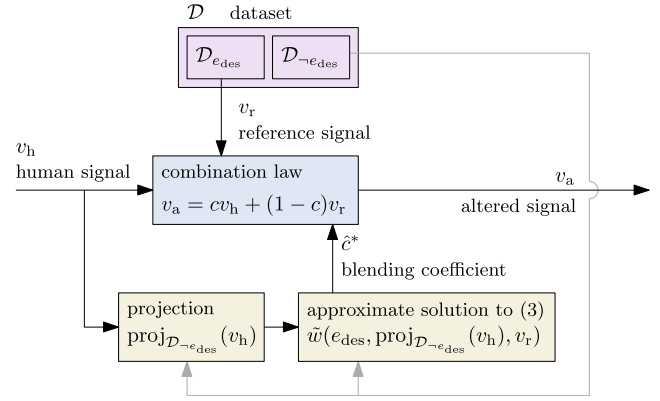 𝒟 dataset
𝒟_{e_des} 𝒟_{¬e_des}
v_r
reference signal
v_h
human signal
combination law
v_a = cv_h + (1 − c)v_r
v_a
altered signal
ĉ*
blending coefficient
projection
proj_{𝒟_{¬e_des}}(v_h)
approximate solution to (3)
w̃(e_des, proj_{𝒟_{¬e_des}}(v_h), v_r)